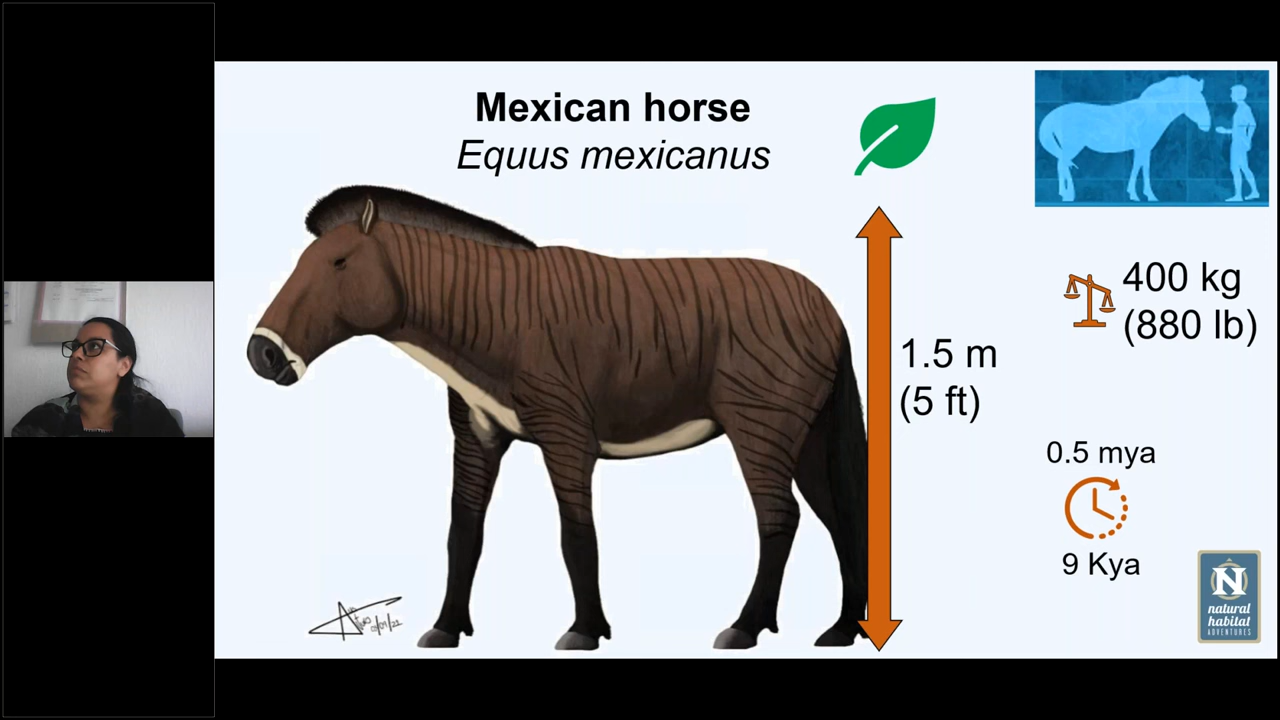 Mexican horse
Equus mexicanus
400 kg
(880 lb)
1.5 m
(5 ft)
0.5 mya
9 Kya
N
natural
habitat
ADVENTURES